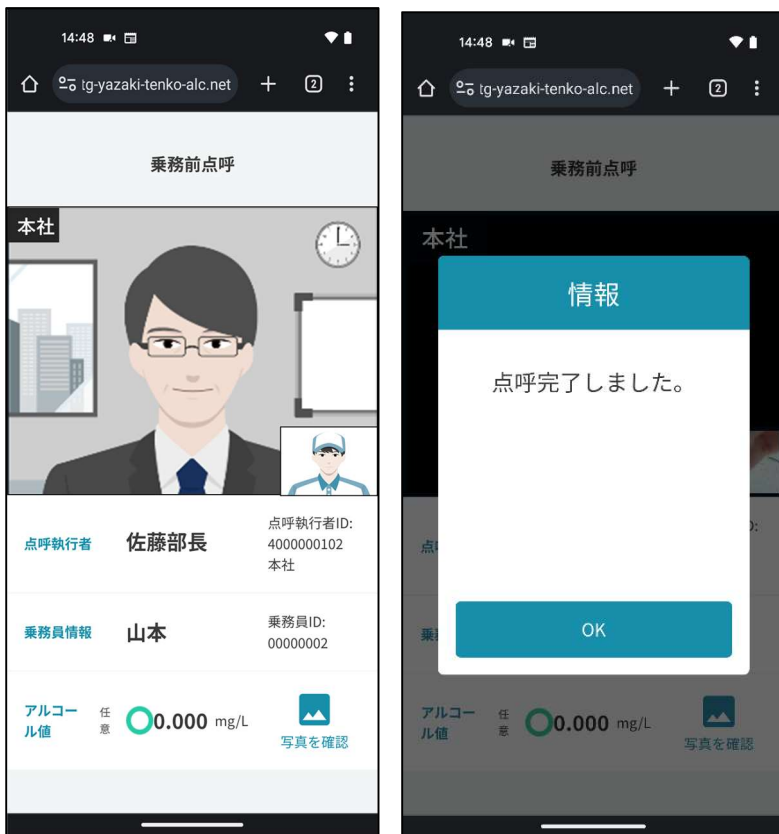 14:48
tg-yazaki-tenko-alc.net
2
乗務前点呼
本社
点呼執行者
佐藤部長
点呼執行者ID:
4000000102
本社
乗務員情報
山本
乗務員ID:
00000002
アルコー
ル値
任
意
0.000 mg/L
写真を確認
14:48
tg-yazaki-tenko-alc.net
2
乗務前点呼
本社
情報
点呼完了しました。
OK
アルコー
ル値
任
意
0.000 mg/L
写真を確認